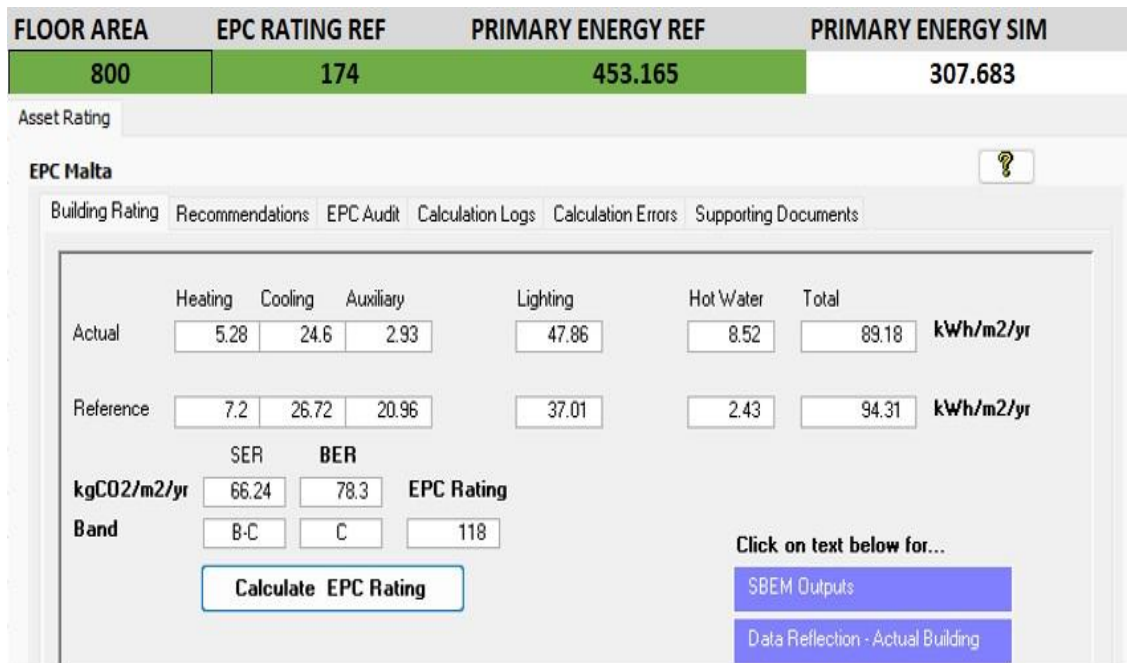 FLOOR AREA EPC RATING REF PRIMARY ENERGY REF PRIMARY ENERGY SIM
800 174 453.165 307.683
Asset Rating
EPC Malta ?
Building Rating Recommendations EPC Audit Calculation Logs Calculation Errors Supporting Documents
Heating Cooling Auxiliary Lighting Hot Water Total
Actual 5.28 24.6 2.93 47.86 8.52 89.18 kWh/m2/yr
Reference 7.2 26.72 20.96 37.01 2.43 94.31 kWh/m2/yr
SER BER
kgCO2/m2/yr 66.24 78.3 EPC Rating
Band B-C C 118
Click on text below for...
Calculate EPC Rating SBEM Outputs
Data Reflection - Actual Building